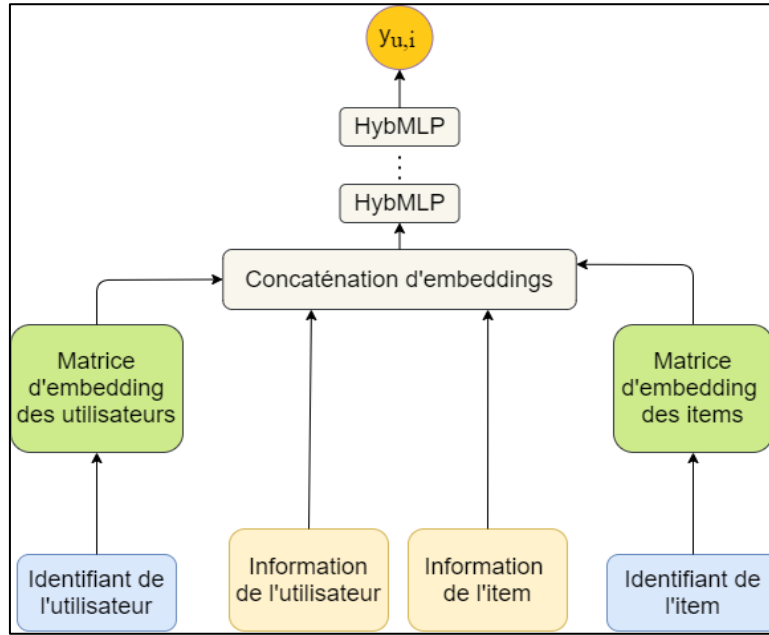 yu,i
HybMLP
HybMLP
Concaténation d'embeddings
Matrice
d'embedding
des utilisateurs
Matrice
d'embedding
des items
Identifiant de
l'utilisateur
Information
de l'utilisateur
Information
de l'item
Identifiant de
l'item